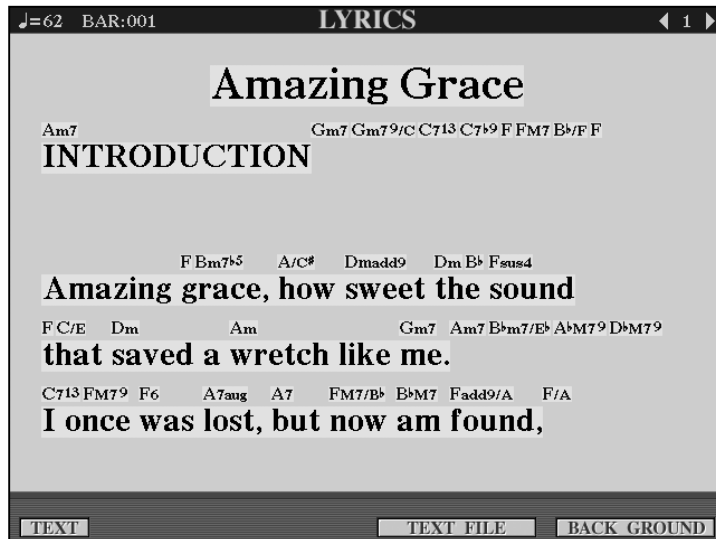 ♩=62 BAR:001 LYRICS ◀ 1 ▶
Amazing Grace
Am7 Gm7 Gm79/C C713 C7♭9 F FM7 B♭/F F
INTRODUCTION
F Bm7♭5 A/C# Dmadd9 Dm B♭ Fsus4
Amazing grace, how sweet the sound
F C/E Dm Am Gm7 Am7 B♭m7/E♭ A♭M79 D♭M79
that saved a wretch like me.
C713 FM79 F6 A7aug A7 FM7/B♭ B♭M7 Fadd9/A F/A
I once was lost, but now am found,
TEXT TEXT FILE BACK GROUND